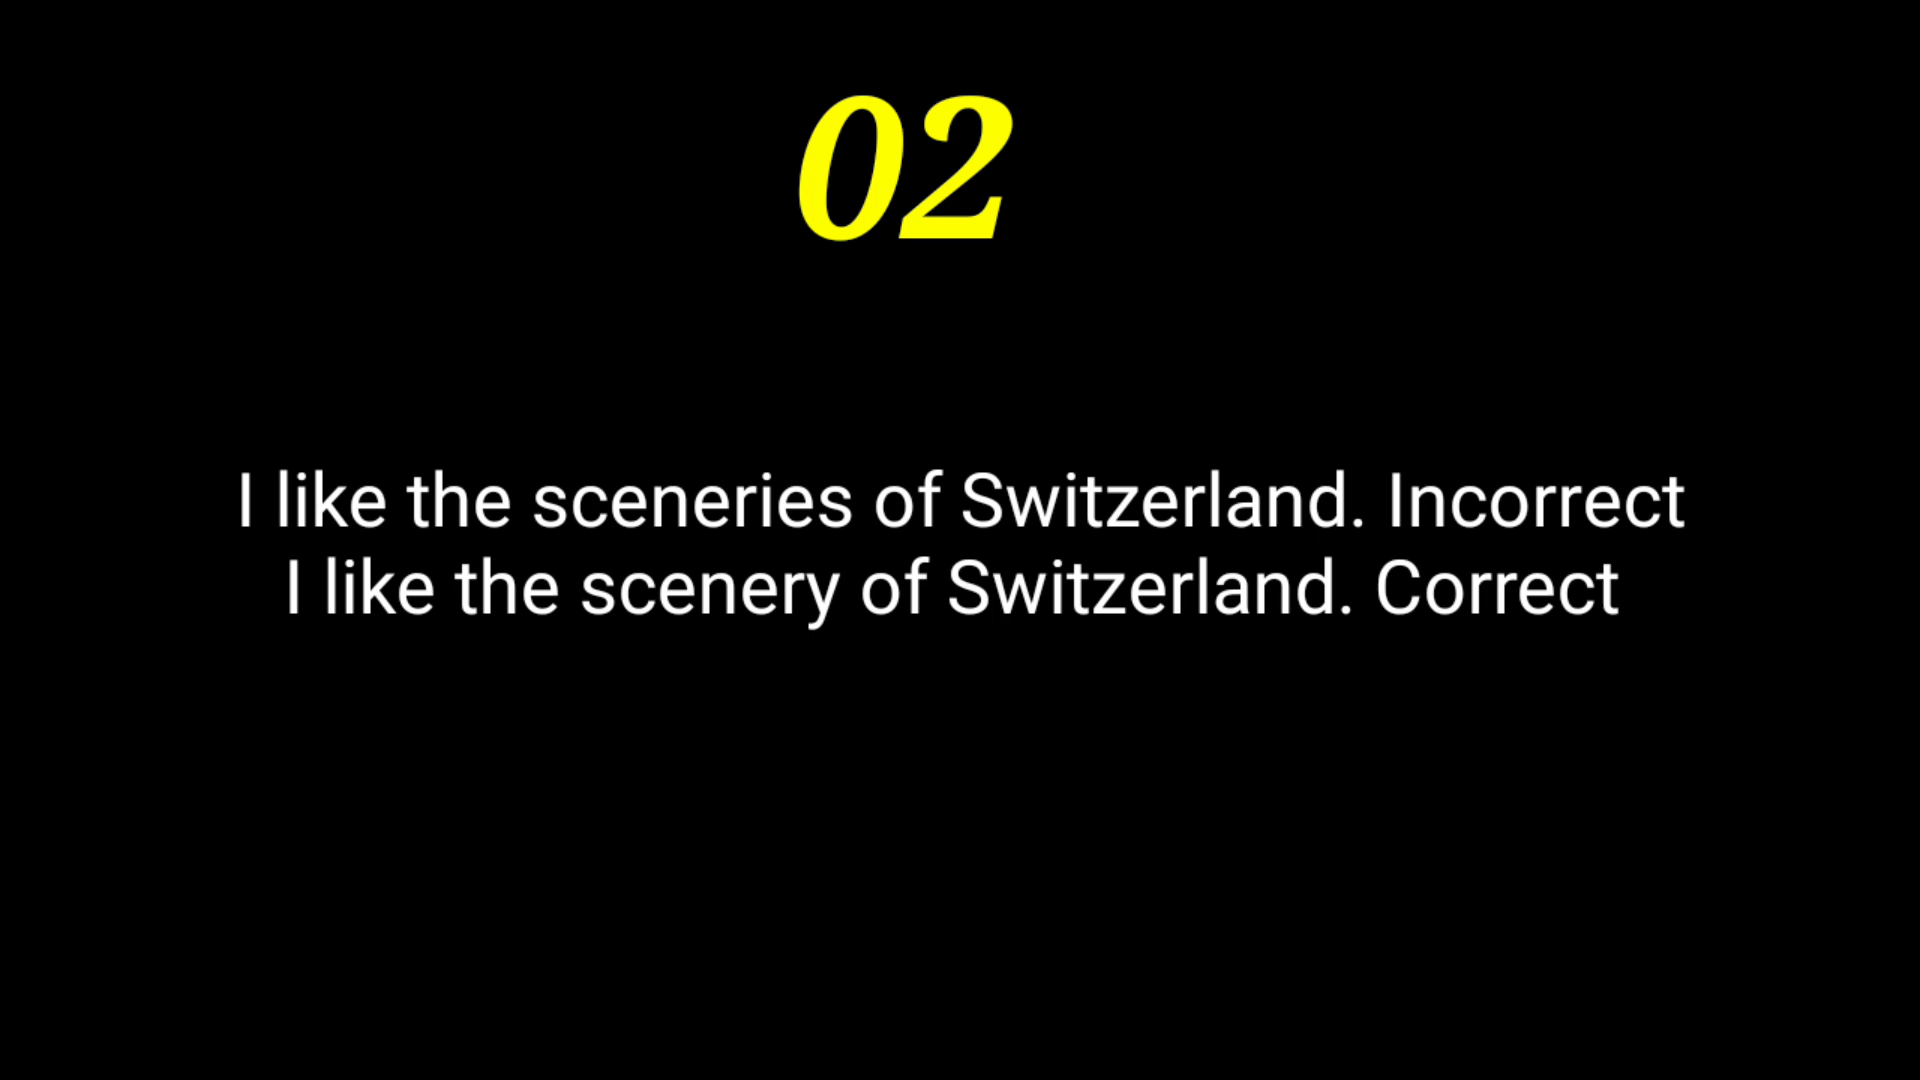 02
I like the sceneries of Switzerland. Incorrect
I like the scenery of Switzerland. Correct